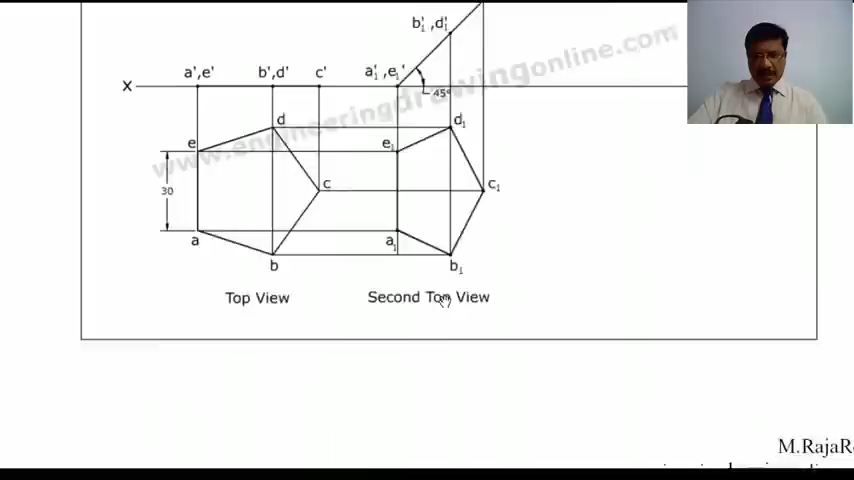 b₁' ,d₁'
a',e'
b',d'
c'
a₁' ,e₁'
X
45°
www.engineeringdrawingonline.com
d
d₁
e
e₁
30
c
c₁
a
a₁
b
b₁
Top View
Second Top View
M.RajaR